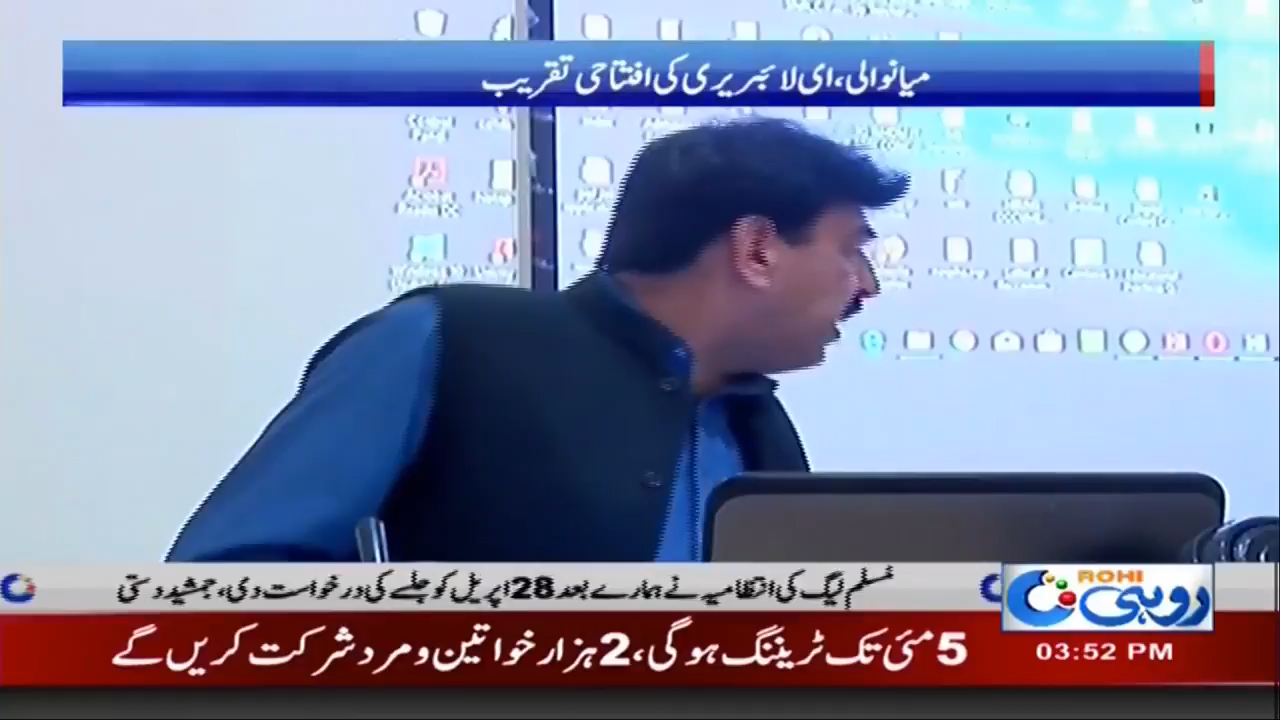 میانوالی، ای لائبریری کی افتتاحی تقریب
مسلم لیگ کی انتظامیہ نے ہمارے بعد 28 اپریل کو جلسے کی درخواست دی، جمشید دستی
ROHI
روہی
5 مئی تک ٹریننگ ہوگی، 2 ہزار خواتین و مرد شرکت کریں گے
03:52 PM